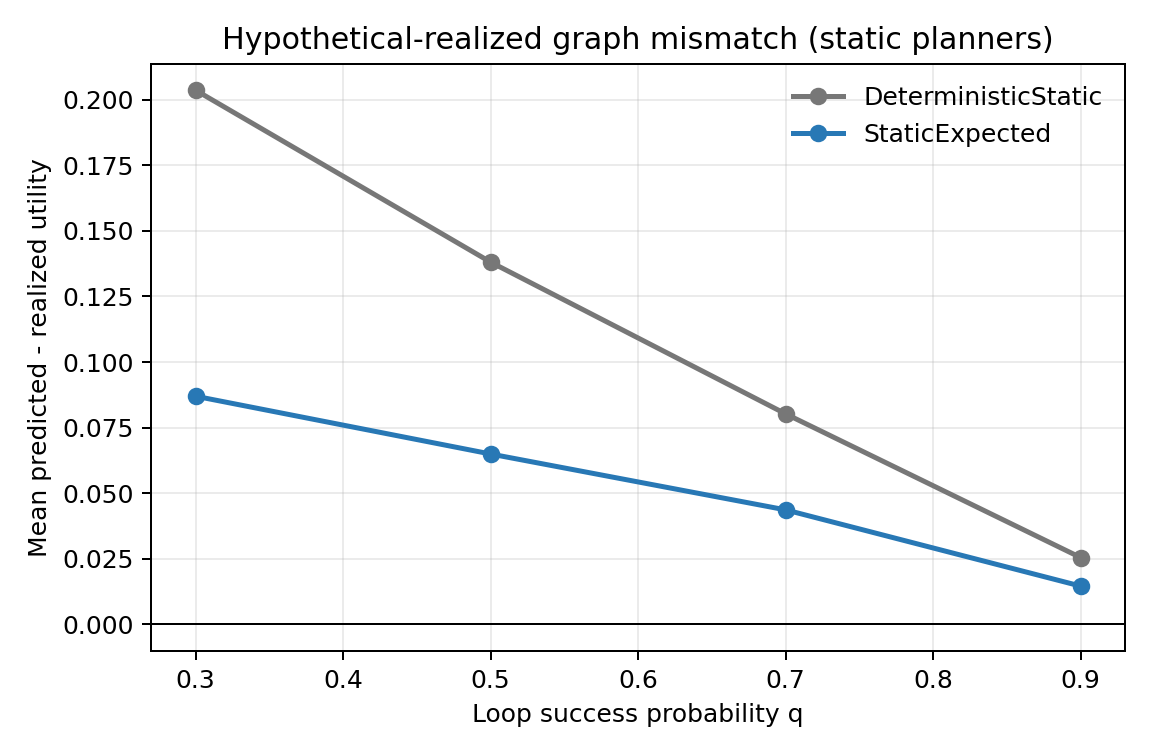 Hypothetical-realized graph mismatch (static planners)
DeterministicStatic
StaticExpected
Mean predicted - realized utility
0.200
0.175
0.150
0.125
0.100
0.075
0.050
0.025
0.000
0.3 0.4 0.5 0.6 0.7 0.8 0.9
Loop success probability q